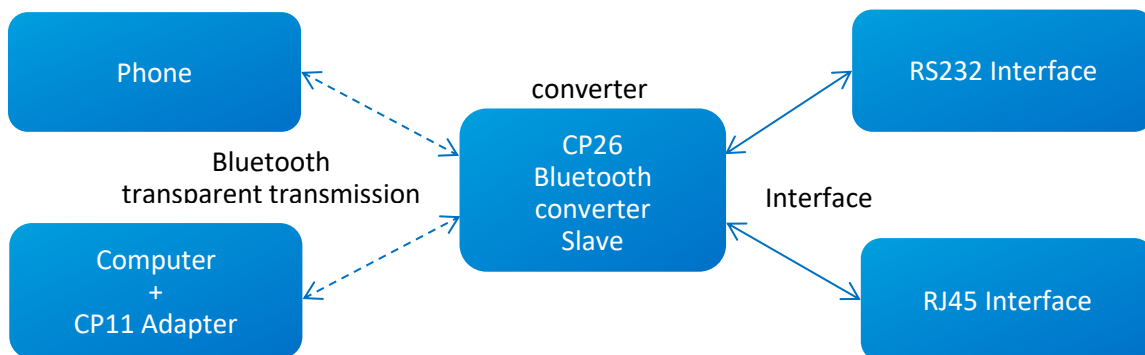 Phone
Bluetooth
transparent transmission
Computer
+
CP11 Adapter
converter
CP26
Bluetooth
converter
Slave
Interface
RS232 Interface
RJ45 Interface